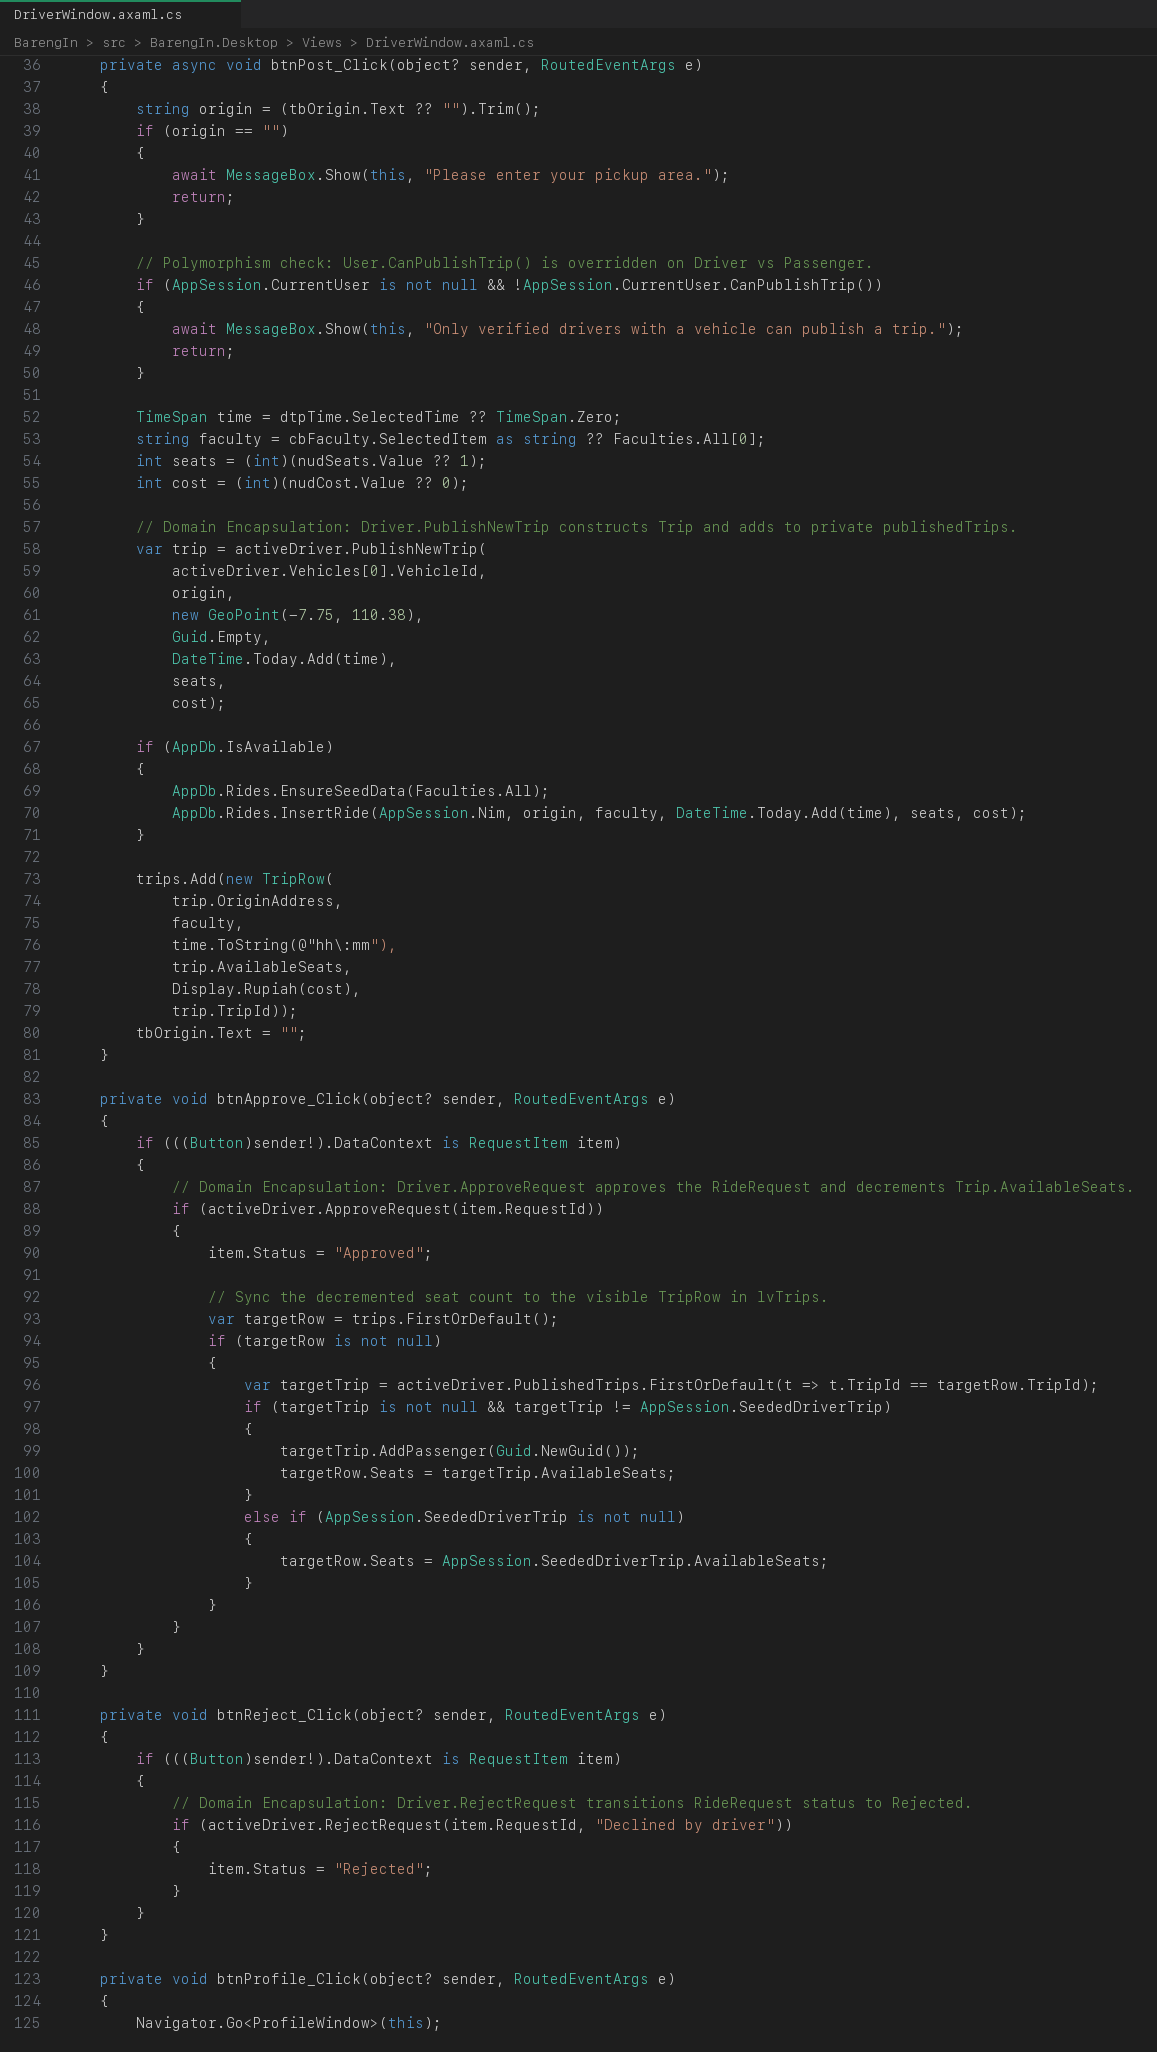 DriverWindow.axaml.cs
BarengIn > src > BarengIn.Desktop > Views > DriverWindow.axaml.cs
36 private async void btnPost_Click(object? sender, RoutedEventArgs e)
37 {
38 string origin = (tbOrigin.Text ?? "").Trim();
39 if (origin == "")
40 {
41 await MessageBox.Show(this, "Please enter your pickup area.");
42 return;
43 }
44
45 // Polymorphism check: User.CanPublishTrip() is overridden on Driver vs Passenger.
46 if (AppSession.CurrentUser is not null && !AppSession.CurrentUser.CanPublishTrip())
47 {
48 await MessageBox.Show(this, "Only verified drivers with a vehicle can publish a trip.");
49 return;
50 }
51
52 TimeSpan time = dtpTime.SelectedTime ?? TimeSpan.Zero;
53 string faculty = cbFaculty.SelectedItem as string ?? Faculties.All[0];
54 int seats = (int)(nudSeats.Value ?? 1);
55 int cost = (int)(nudCost.Value ?? 0);
56
57 // Domain Encapsulation: Driver.PublishNewTrip constructs Trip and adds to private publishedTrips.
58 var trip = activeDriver.PublishNewTrip(
59 activeDriver.Vehicles[0].VehicleId,
60 origin,
61 new GeoPoint(-7.75, 110.38),
62 Guid.Empty,
63 DateTime.Today.Add(time),
64 seats,
65 cost);
66
67 if (AppDb.IsAvailable)
68 {
69 AppDb.Rides.EnsureSeedData(Faculties.All);
70 AppDb.Rides.InsertRide(AppSession.Nim, origin, faculty, DateTime.Today.Add(time), seats, cost);
71 }
72
73 trips.Add(new TripRow(
74 trip.OriginAddress,
75 faculty,
76 time.ToString(@"hh\:mm"),
77 trip.AvailableSeats,
78 Display.Rupiah(cost),
79 trip.TripId));
80 tbOrigin.Text = "";
81 }
82
83 private void btnApprove_Click(object? sender, RoutedEventArgs e)
84 {
85 if (((Button)sender!).DataContext is RequestItem item)
86 {
87 // Domain Encapsulation: Driver.ApproveRequest approves the RideRequest and decrements Trip.AvailableSeats.
88 if (activeDriver.ApproveRequest(item.RequestId))
89 {
90 item.Status = "Approved";
91
92 // Sync the decremented seat count to the visible TripRow in lvTrips.
93 var targetRow = trips.FirstOrDefault();
94 if (targetRow is not null)
95 {
96 var targetTrip = activeDriver.PublishedTrips.FirstOrDefault(t => t.TripId == targetRow.TripId);
97 if (targetTrip is not null && targetTrip != AppSession.SeededDriverTrip)
98 {
99 targetTrip.AddPassenger(Guid.NewGuid());
100 targetRow.Seats = targetTrip.AvailableSeats;
101 }
102 else if (AppSession.SeededDriverTrip is not null)
103 {
104 targetRow.Seats = AppSession.SeededDriverTrip.AvailableSeats;
105 }
106 }
107 }
108 }
109 }
110
111 private void btnReject_Click(object? sender, RoutedEventArgs e)
112 {
113 if (((Button)sender!).DataContext is RequestItem item)
114 {
115 // Domain Encapsulation: Driver.RejectRequest transitions RideRequest status to Rejected.
116 if (activeDriver.RejectRequest(item.RequestId, "Declined by driver"))
117 {
118 item.Status = "Rejected";
119 }
120 }
121 }
122
123 private void btnProfile_Click(object? sender, RoutedEventArgs e)
124 {
125 Navigator.Go<ProfileWindow>(this);